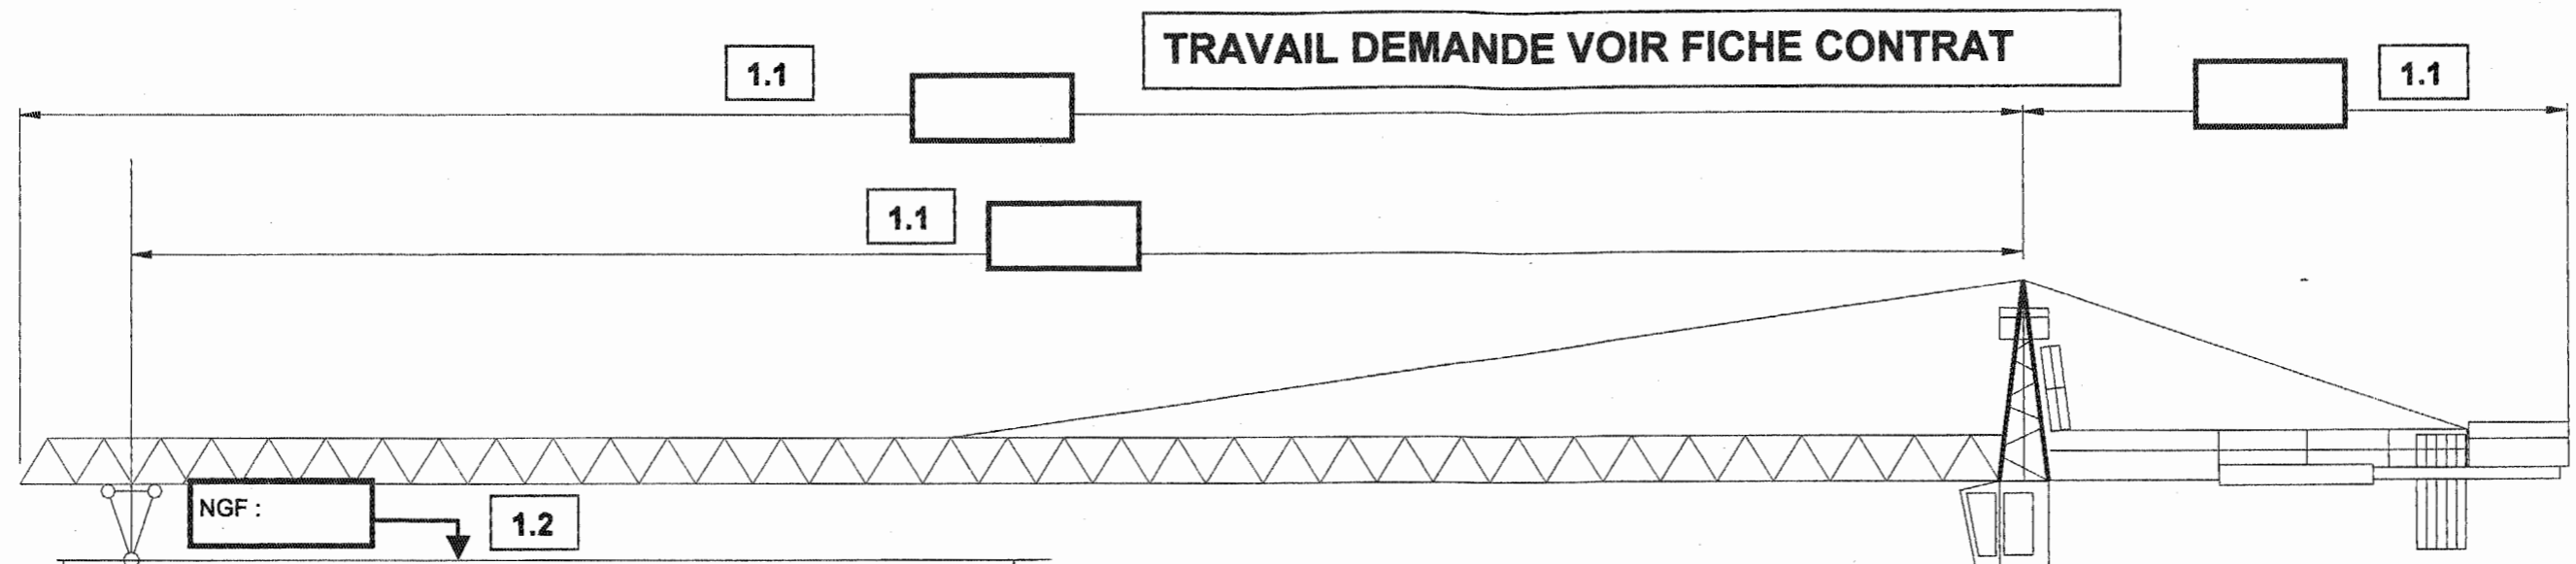 TRAVAIL DEMANDE VOIR FICHE CONTRAT
1.1
1.1
1.1
NGF :
1.2